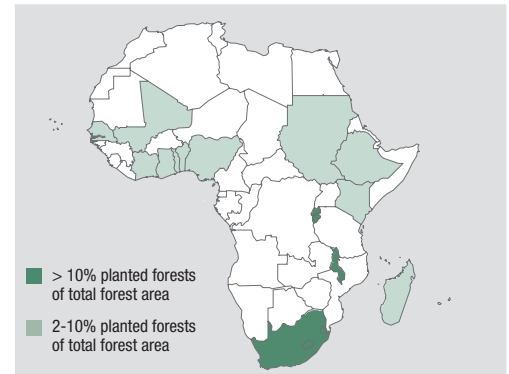 > 10% planted forests
of total forest area
2-10% planted forests
of total forest area